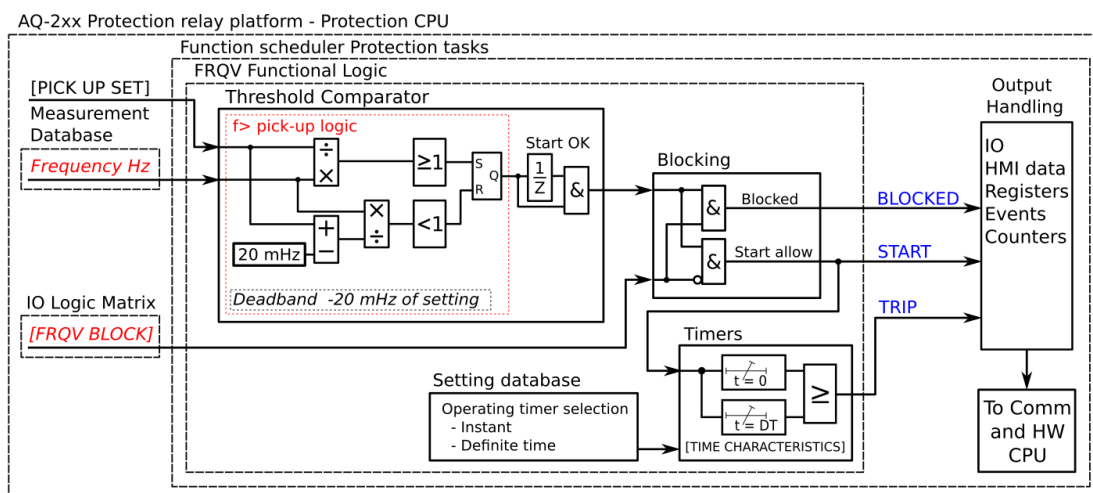 AQ-2xx Protection relay platform - Protection CPU
Function scheduler Protection tasks
FRQV Functional Logic
[PICK UP SET]
Measurement
Database
Frequency Hz
Threshold Comparator
f> pick-up logic
÷
×
≥1
S
R
Q
Start OK
1
Z
&
×
÷
<1
+
−
20 mHz
Deadband -20 mHz of setting
Blocking
&
Blocked
&
Start allow
BLOCKED
START
TRIP
Output
Handling
IO
HMI data
Registers
Events
Counters
IO Logic Matrix
[FRQV BLOCK]
Setting database
Operating timer selection
- Instant
- Definite time
Timers
t = 0
t = DT
≥
[TIME CHARACTERISTICS]
To Comm
and HW
CPU